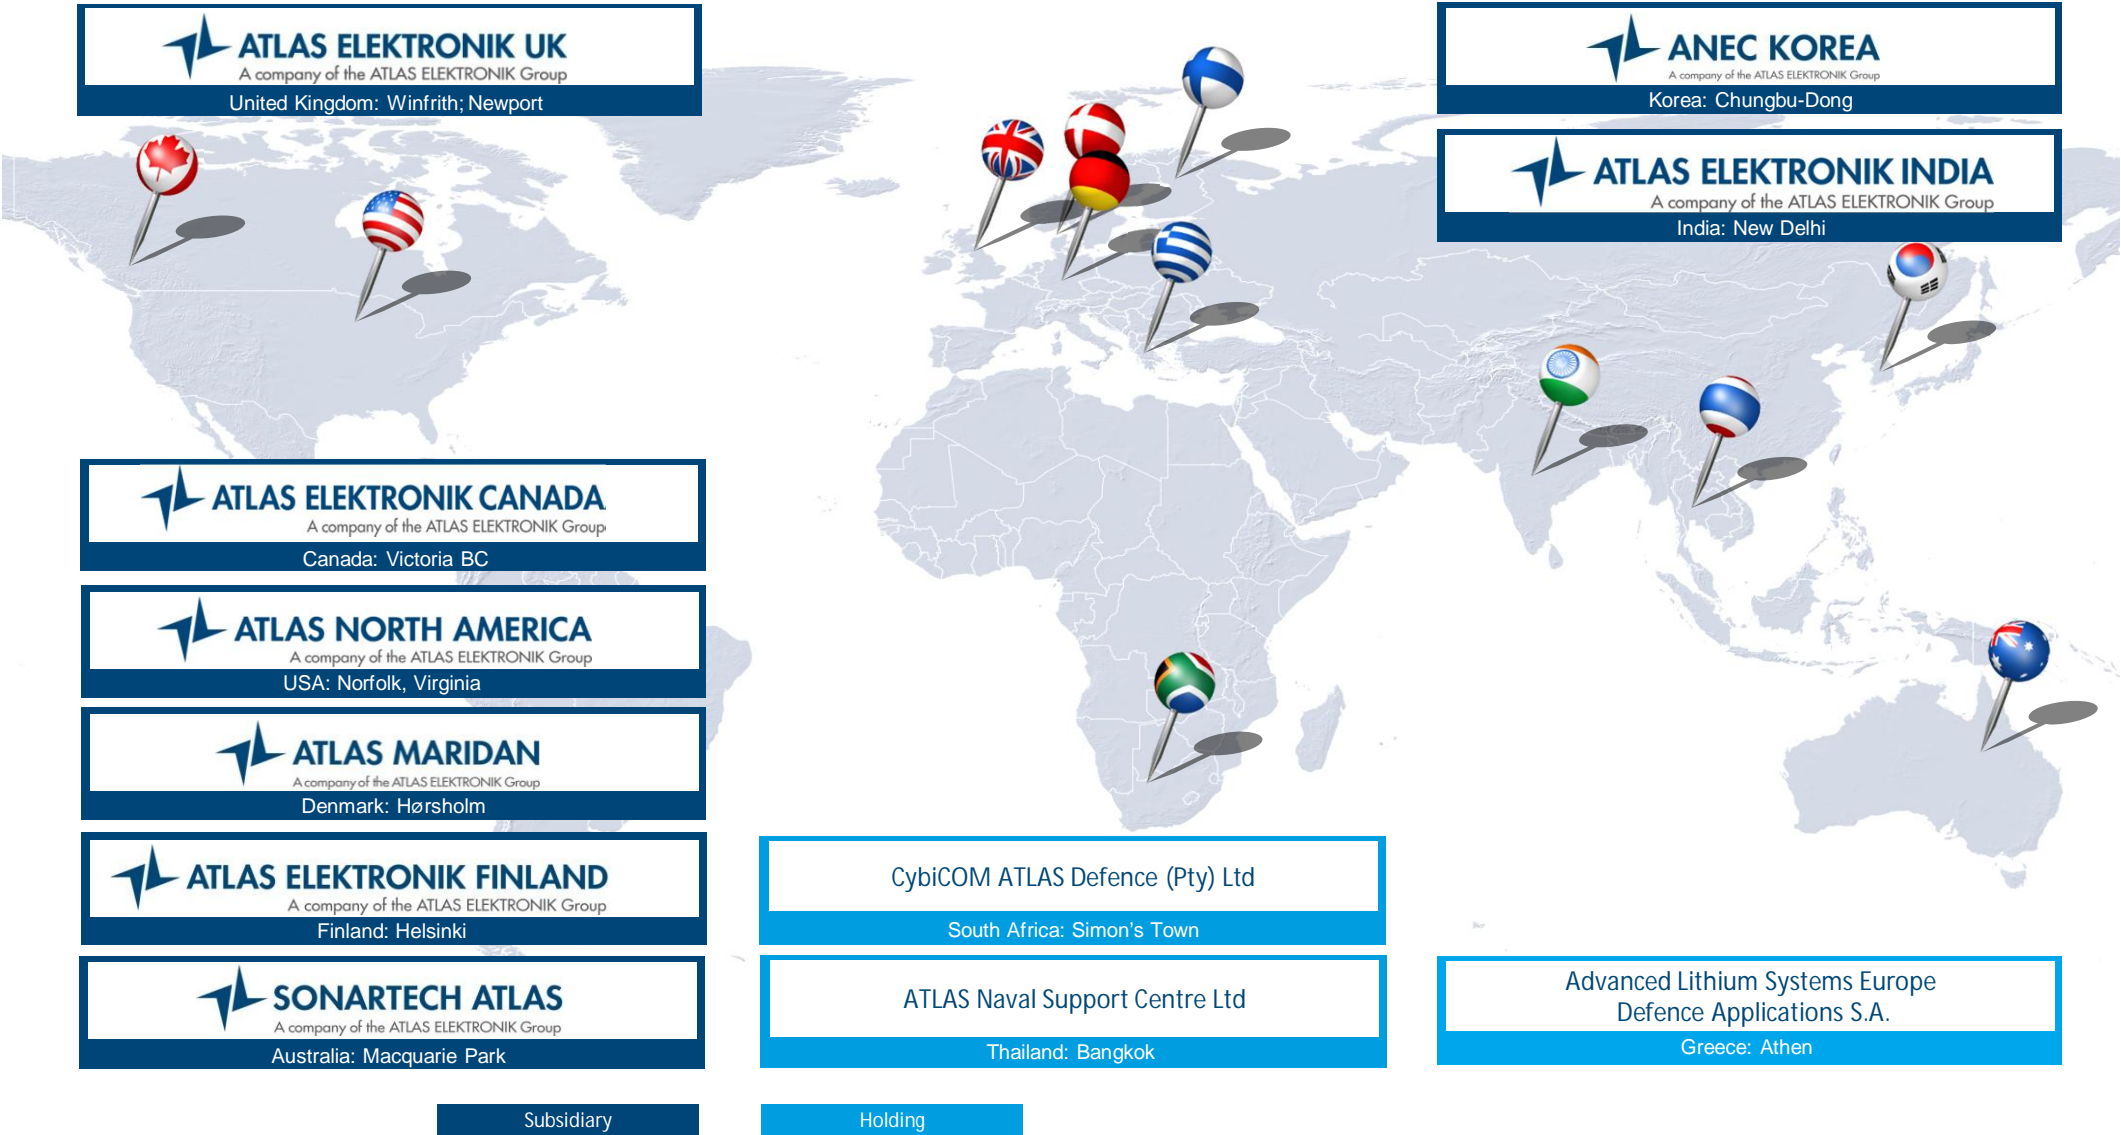 ATLAS ELEKTRONIK UK
A company of the ATLAS ELEKTRONIK Group
United Kingdom: Winfrith; Newport
ANEC KOREA
A company of the ATLAS ELEKTRONIK Group
Korea: Chungbu-Dong
ATLAS ELEKTRONIK INDIA
A company of the ATLAS ELEKTRONIK Group
India: New Delhi
ATLAS ELEKTRONIK CANADA
A company of the ATLAS ELEKTRONIK Group
Canada: Victoria BC
ATLAS NORTH AMERICA
A company of the ATLAS ELEKTRONIK Group
USA: Norfolk, Virginia
ATLAS MARIDAN
A company of the ATLAS ELEKTRONIK Group
Denmark: Hørsholm
ATLAS ELEKTRONIK FINLAND
A company of the ATLAS ELEKTRONIK Group
Finland: Helsinki
SONARTECH ATLAS
A company of the ATLAS ELEKTRONIK Group
Australia: Macquarie Park
CybiCOM ATLAS Defence (Pty) Ltd
South Africa: Simon's Town
ATLAS Naval Support Centre Ltd
Thailand: Bangkok
Advanced Lithium Systems Europe
Defence Applications S.A.
Greece: Athen
Subsidiary
Holding